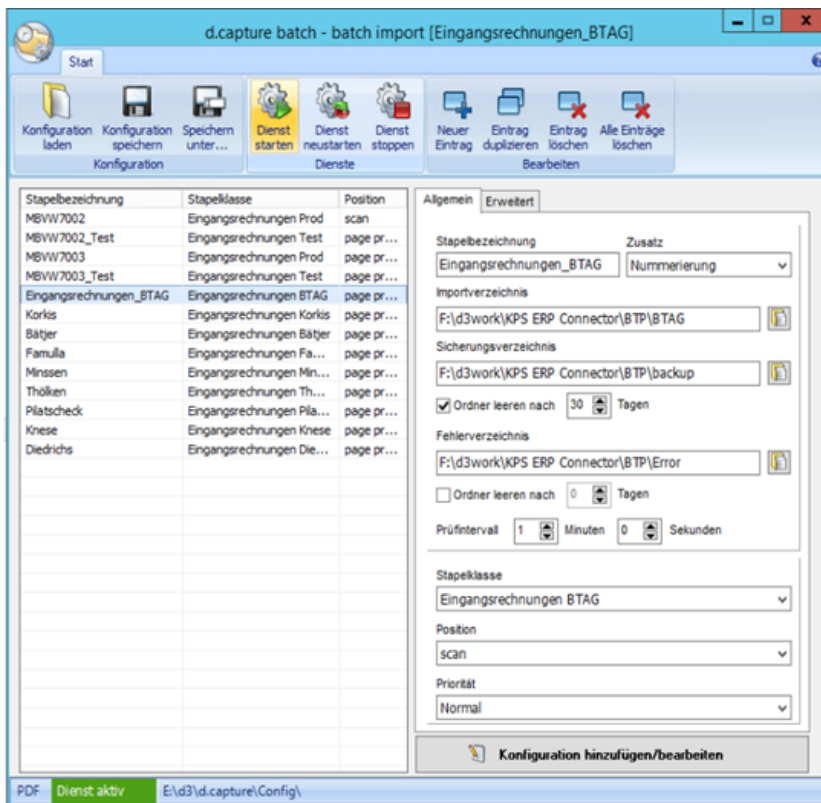 d.capture batch - batch import [Eingangsrechnungen_BTAG]
Start
Konfiguration laden
Konfiguration speichern
Speichern unter...
Dienst starten
Dienst neustarten
Dienst stoppen
Neuer Eintrag
Eintrag duplizieren
Eintrag löschen
Alle Einträge löschen
Konfiguration
Dienste
Bearbeiten
Stapelbezeichnung Stapelklasse Position
MBVW7002 Eingangsrechnungen Prod scan
MBVW7002_Test Eingangsrechnungen Test page pr...
MBVW7003 Eingangsrechnungen Prod page pr...
MBVW7003_Test Eingangsrechnungen Test page pr...
Eingangsrechnungen_BTAG Eingangsrechnungen BTAG page pr...
Korkis Eingangsrechnungen Korkis page pr...
Bätjer Eingangsrechnungen Bätjer page pr...
Famulla Eingangsrechnungen Fa... page pr...
Minssen Eingangsrechnungen Min... page pr...
Thölken Eingangsrechnungen Th... page pr...
Pilatscheck Eingangsrechnungen Pila... page pr...
Knese Eingangsrechnungen Knese page pr...
Diedrichs Eingangsrechnungen Die... page pr...
Allgemein Erweitert
Stapelbezeichnung Zusatz
Eingangsrechnungen_BTAG Nummerierung
Importverzeichnis
F:\d3work\KPS ERP Connector\BTP\BTAG
Sicherungsverzeichnis
F:\d3work\KPS ERP Connector\BTP\backup
Ordner leeren nach 30 Tagen
Fehlerverzeichnis
F:\d3work\KPS ERP Connector\BTP\Error
Ordner leeren nach 0 Tagen
Prüfintervall 1 Minuten 0 Sekunden
Stapelklasse
Eingangsrechnungen BTAG
Position
scan
Priorität
Normal
Konfiguration hinzufügen/bearbeiten
PDF Dienst aktiv E:\d3\d.capture\Config\